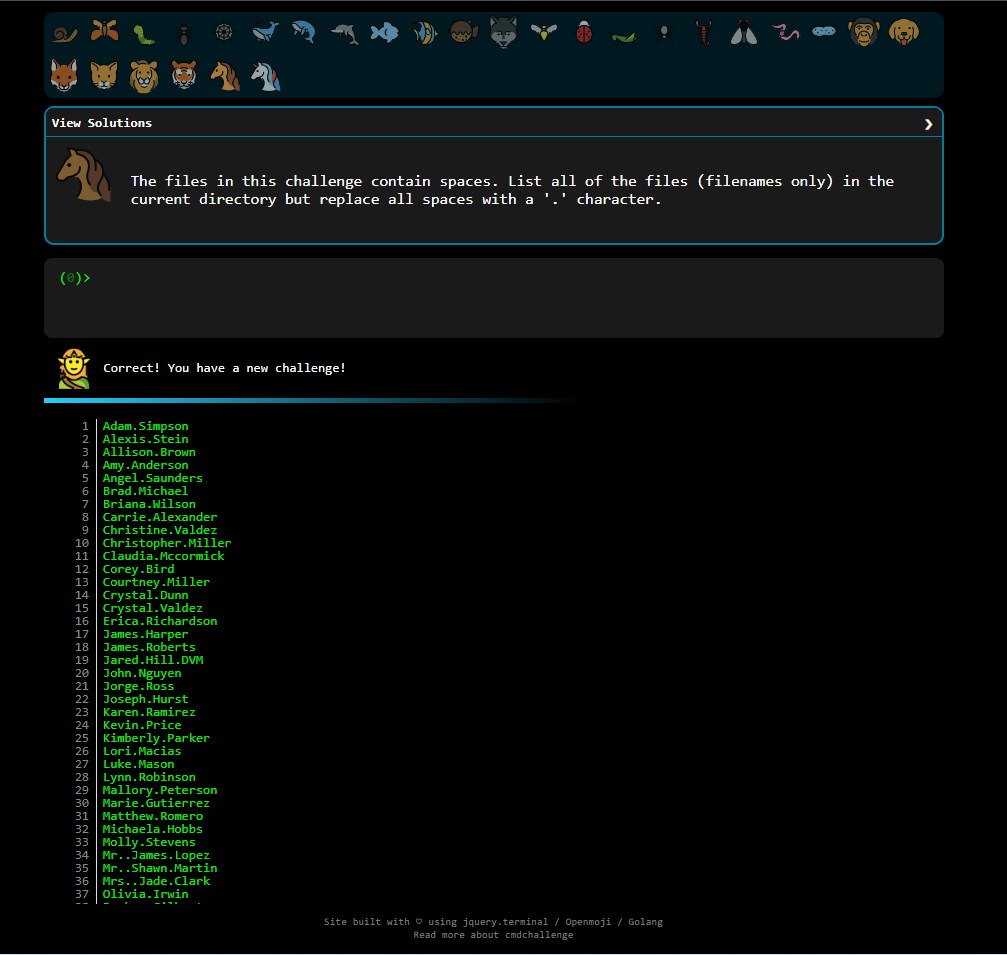 View Solutions ❯
The files in this challenge contain spaces. List all of the files (filenames only) in the
current directory but replace all spaces with a '.' character.
(0)>
Correct! You have a new challenge!
1 Adam.Simpson
2 Alexis.Stein
3 Allison.Brown
4 Amy.Anderson
5 Angel.Saunders
6 Brad.Michael
7 Briana.Wilson
8 Carrie.Alexander
9 Christine.Valdez
10 Christopher.Miller
11 Claudia.Mccormick
12 Corey.Bird
13 Courtney.Miller
14 Crystal.Dunn
15 Crystal.Valdez
16 Erica.Richardson
17 James.Harper
18 James.Roberts
19 Jared.Hill.DVM
20 John.Nguyen
21 Jorge.Ross
22 Joseph.Hurst
23 Karen.Ramirez
24 Kevin.Price
25 Kimberly.Parker
26 Lori.Macias
27 Luke.Mason
28 Lynn.Robinson
29 Mallory.Peterson
30 Marie.Gutierrez
31 Matthew.Romero
32 Michaela.Hobbs
33 Molly.Stevens
34 Mr..James.Lopez
35 Mr..Shawn.Martin
36 Mrs..Jade.Clark
37 Olivia.Irwin
Site built with ♡ using jquery.terminal / Openmoji / Golang
Read more about cmdchallenge